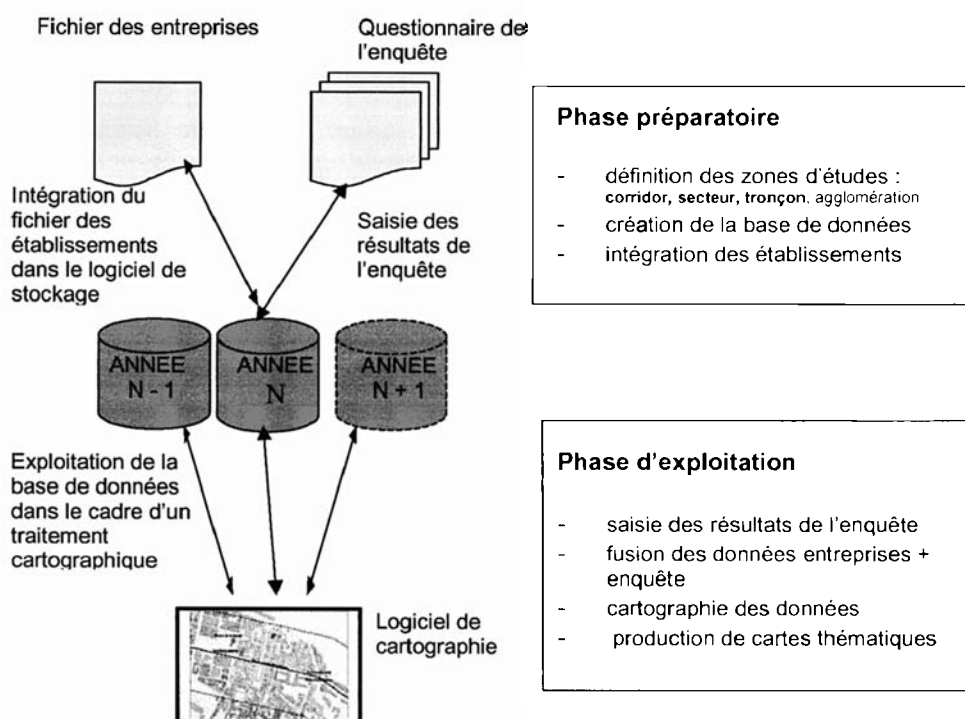 Fichier des entreprises
Questionnaire de
l'enquête
Intégration du
fichier des
établissements
dans le logiciel de
stockage
Saisie des
résultats de
l'enquête
ANNEE
N - 1
ANNEE
N
ANNEE
N + 1
Exploitation de la
base de données
dans le cadre d'un
traitement
cartographique
Logiciel de
cartographie
Phase préparatoire
- définition des zones d'études :
corridor, secteur, tronçon, agglomération
- création de la base de données
- intégration des établissements
Phase d'exploitation
- saisie des résultats de l'enquête
- fusion des données entreprises +
enquête
- cartographie des données
- production de cartes thématiques